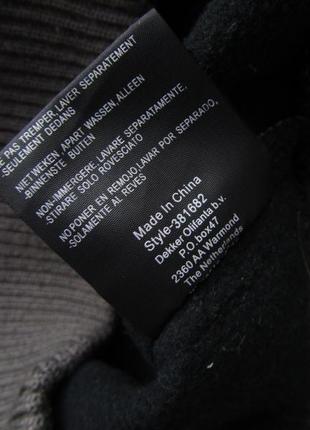 PAS TREMPER, LAVER SEPARATEMENT
SEULEMENT DEDANS
NIET WEKEN, APART WASSEN, ALLEEN
BINNENSTE BUITEN
NON-IMMERGERE, LAVARE SEPARATAMENTE,
-STIRARE SOLO ROVESCIATO
NO PONER EN REMOJO, LAVAR POR SEPARADO,
-SOLAMENTE AL REVES
Made In China
Style-381682
Dekker Olifanta b.v.
P.O.box47
2360 AA Warmond
The Netherlands